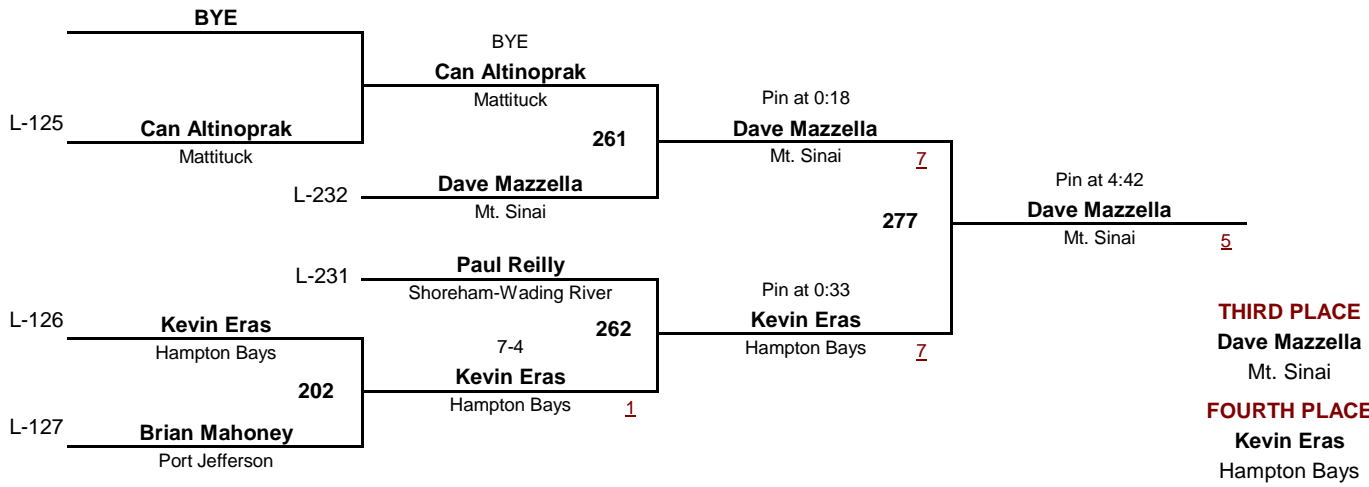 BYE
BYE
Can Altinoprak
Mattituck
L-125
Can Altinoprak
Mattituck
261
Pin at 0:18
Dave Mazzella
Mt. Sinai
7
L-232
Dave Mazzella
Mt. Sinai
277
Pin at 4:42
Dave Mazzella
Mt. Sinai
5
L-231
Paul Reilly
Shoreham-Wading River
L-126
Kevin Eras
Hampton Bays
262
Pin at 0:33
Kevin Eras
Hampton Bays
7
202
7-4
Kevin Eras
Hampton Bays
1
L-127
Brian Mahoney
Port Jefferson
THIRD PLACE
Dave Mazzella
Mt. Sinai
FOURTH PLACE
Kevin Eras
Hampton Bays